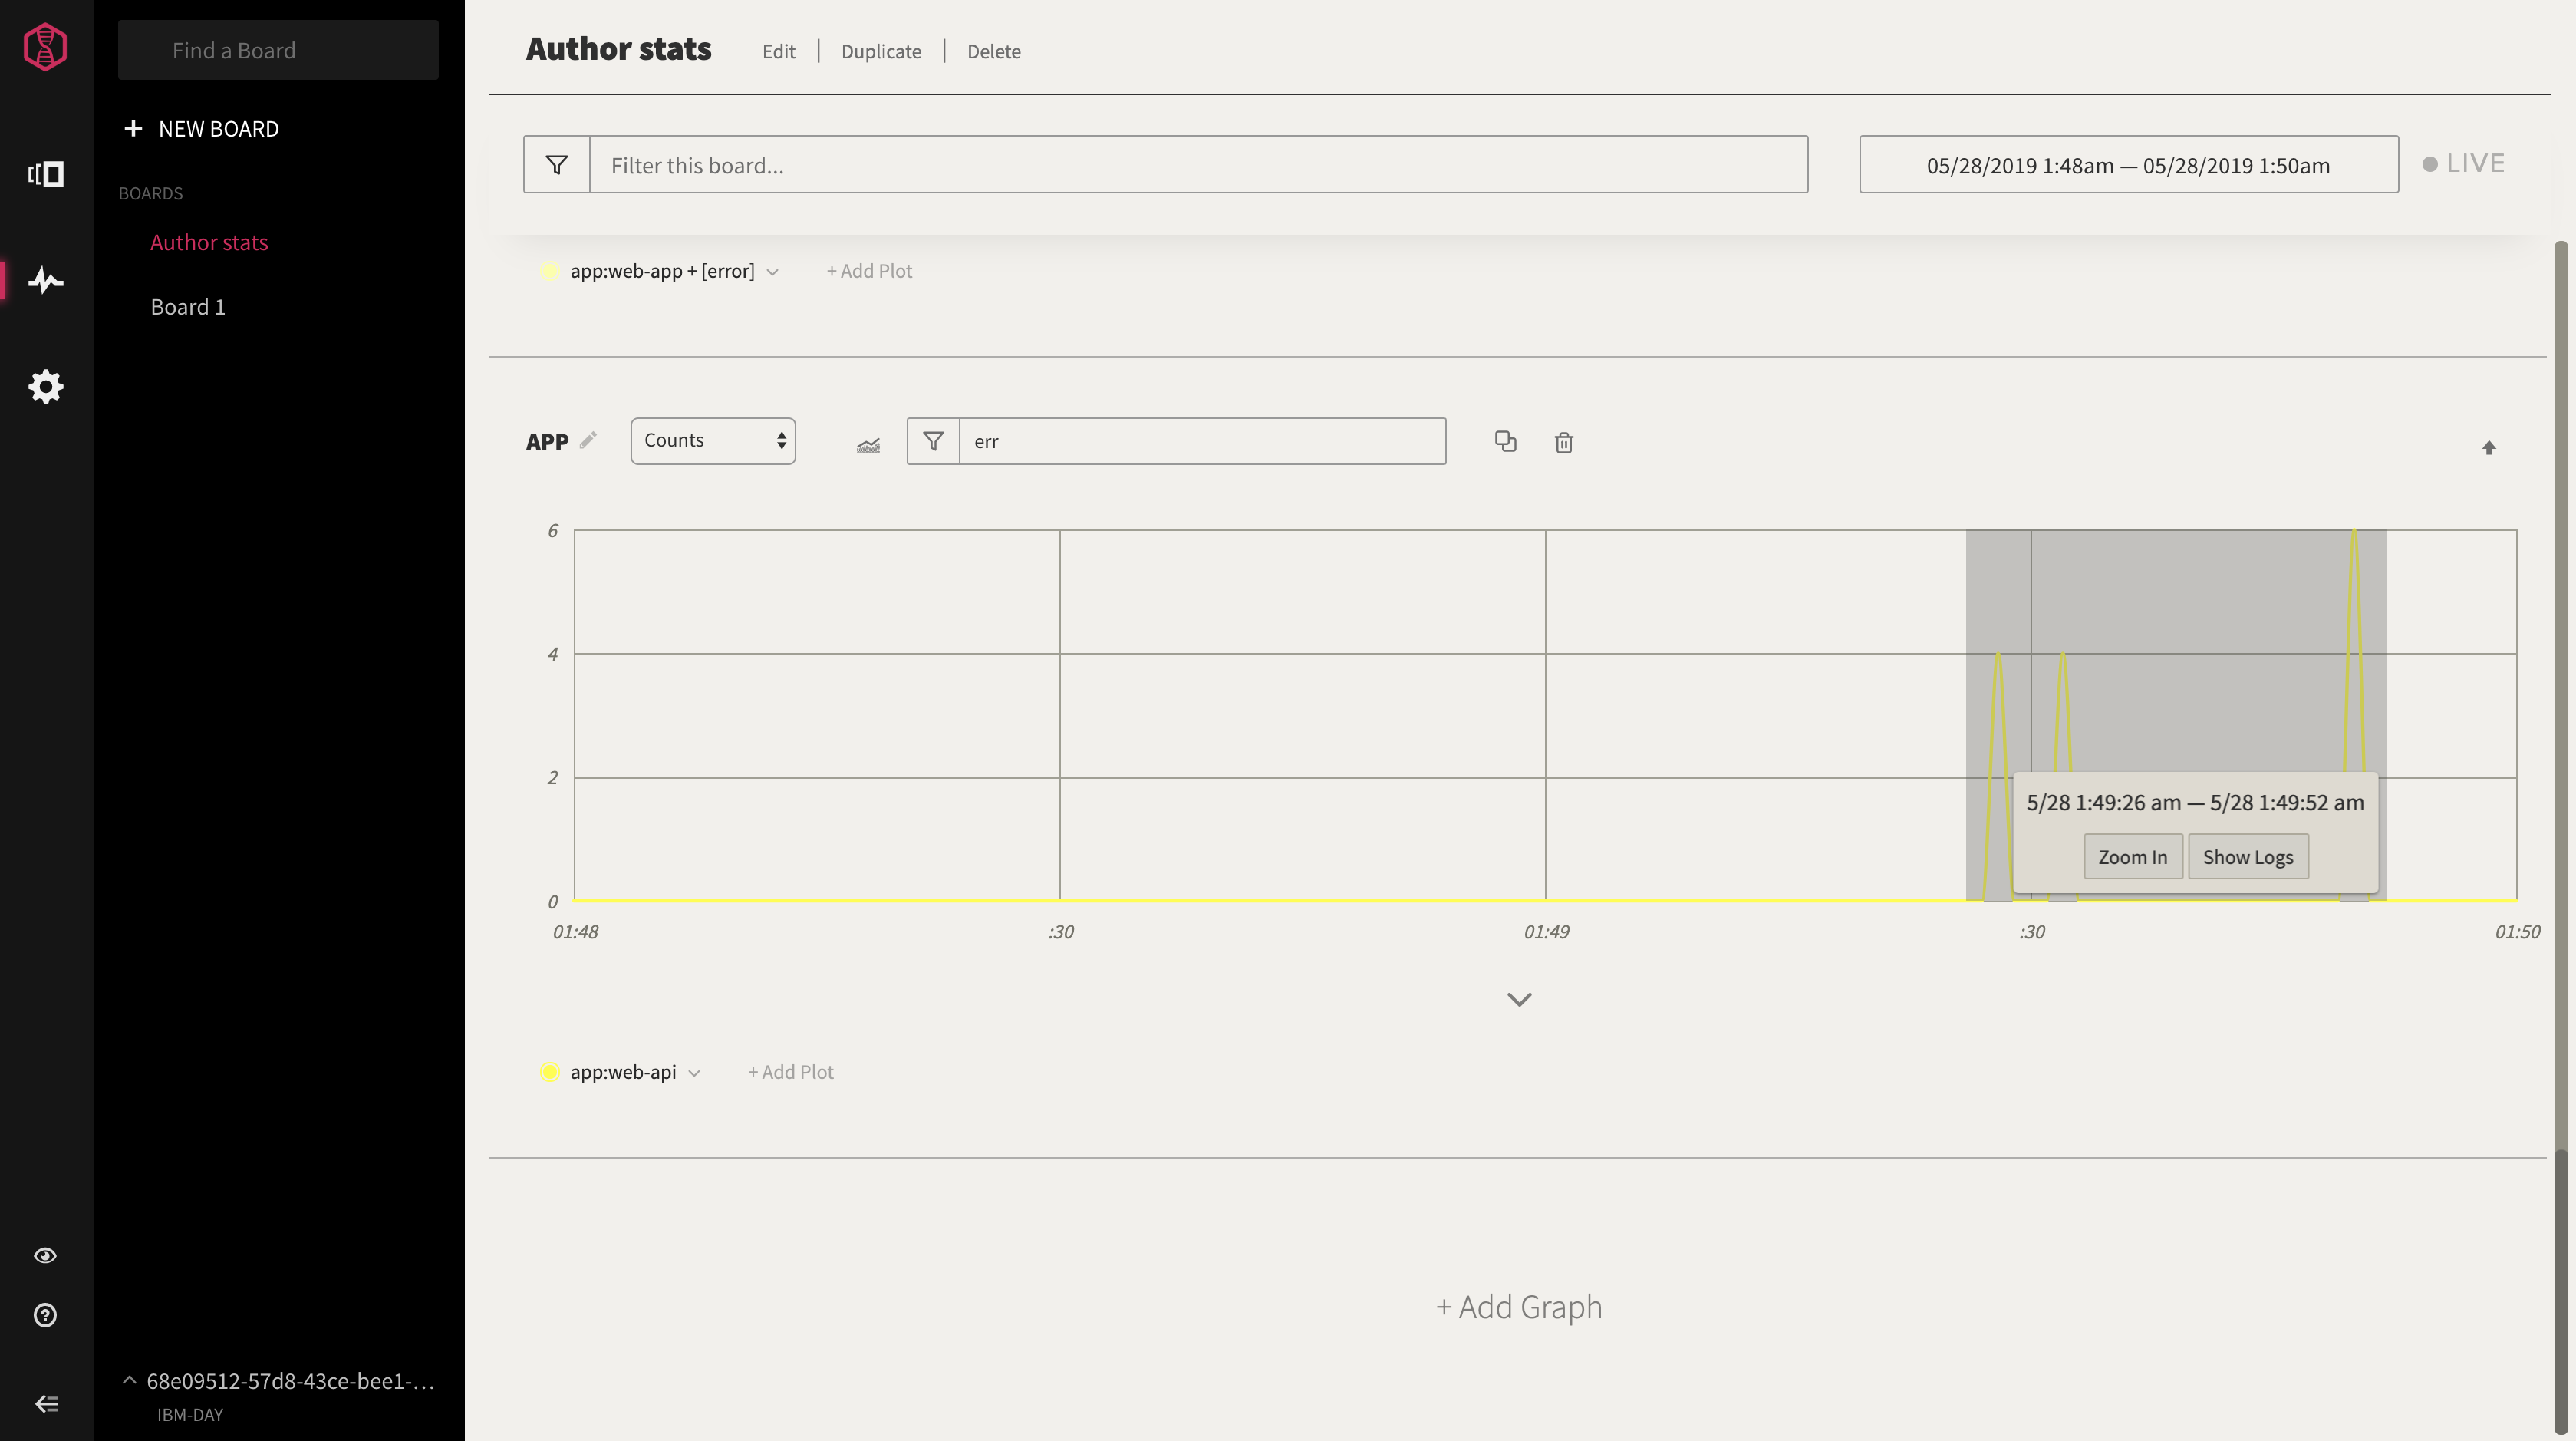 Find a Board
NEW BOARD
BOARDS
Author stats
Board 1
68e09512-57d8-43ce-bee1-...
IBM-DAY
Author stats Edit | Duplicate | Delete
Filter this board...
05/28/2019 1:48am — 05/28/2019 1:50am
LIVE
app:web-app + [error] + Add Plot
APP Counts err
6
4
2
0
5/28 1:49:26 am — 5/28 1:49:52 am
Zoom In Show Logs
01:48 :30 01:49 :30 01:50
app:web-api + Add Plot
+ Add Graph